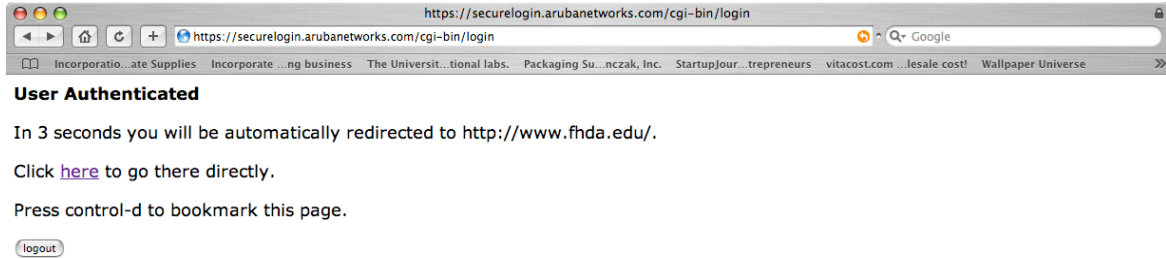 https://securelogin.arubanetworks.com/cgi-bin/login
https://securelogin.arubanetworks.com/cgi-bin/login Google
Incorporatio...ate Supplies Incorporate ...ng business The Universit...tional labs. Packaging Su...nczak, Inc. StartupJour...trepreneurs vitacost.com ...lesale cost! Wallpaper Universe
User Authenticated
In 3 seconds you will be automatically redirected to http://www.fhda.edu/.
Click here to go there directly.
Press control-d to bookmark this page.
logout